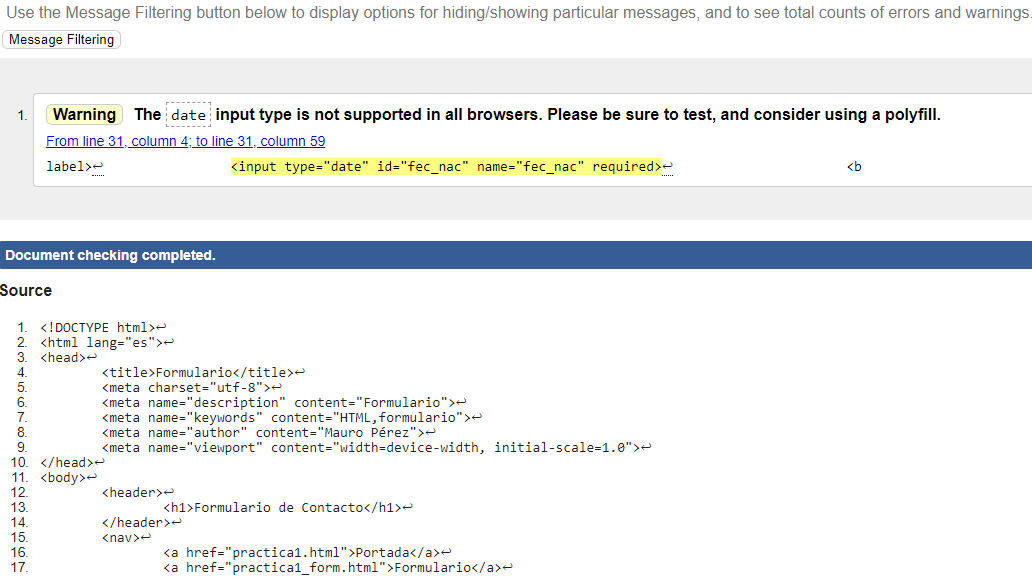 Use the Message Filtering button below to display options for hiding/showing particular messages, and to see total counts of errors and warnings.
Message Filtering
1. Warning The date input type is not supported in all browsers. Please be sure to test, and consider using a polyfill.
From line 31, column 4; to line 31, column 59
label>↩ <input type="date" id="fec_nac" name="fec_nac" required>↩ <b
Document checking completed.
Source
1. <!DOCTYPE html>↩
2. <html lang="es">↩
3. <head>↩
4. <title>Formulario</title>↩
5. <meta charset="utf-8">↩
6. <meta name="description" content="Formulario">↩
7. <meta name="keywords" content="HTML,formulario">↩
8. <meta name="author" content="Mauro Pérez">↩
9. <meta name="viewport" content="width=device-width, initial-scale=1.0">↩
10. </head>↩
11. <body>↩
12. <header>↩
13. <h1>Formulario de Contacto</h1>↩
14. </header>↩
15. <nav>↩
16. <a href="practica1.html">Portada</a>↩
17. <a href="practica1_form.html">Formulario</a>↩